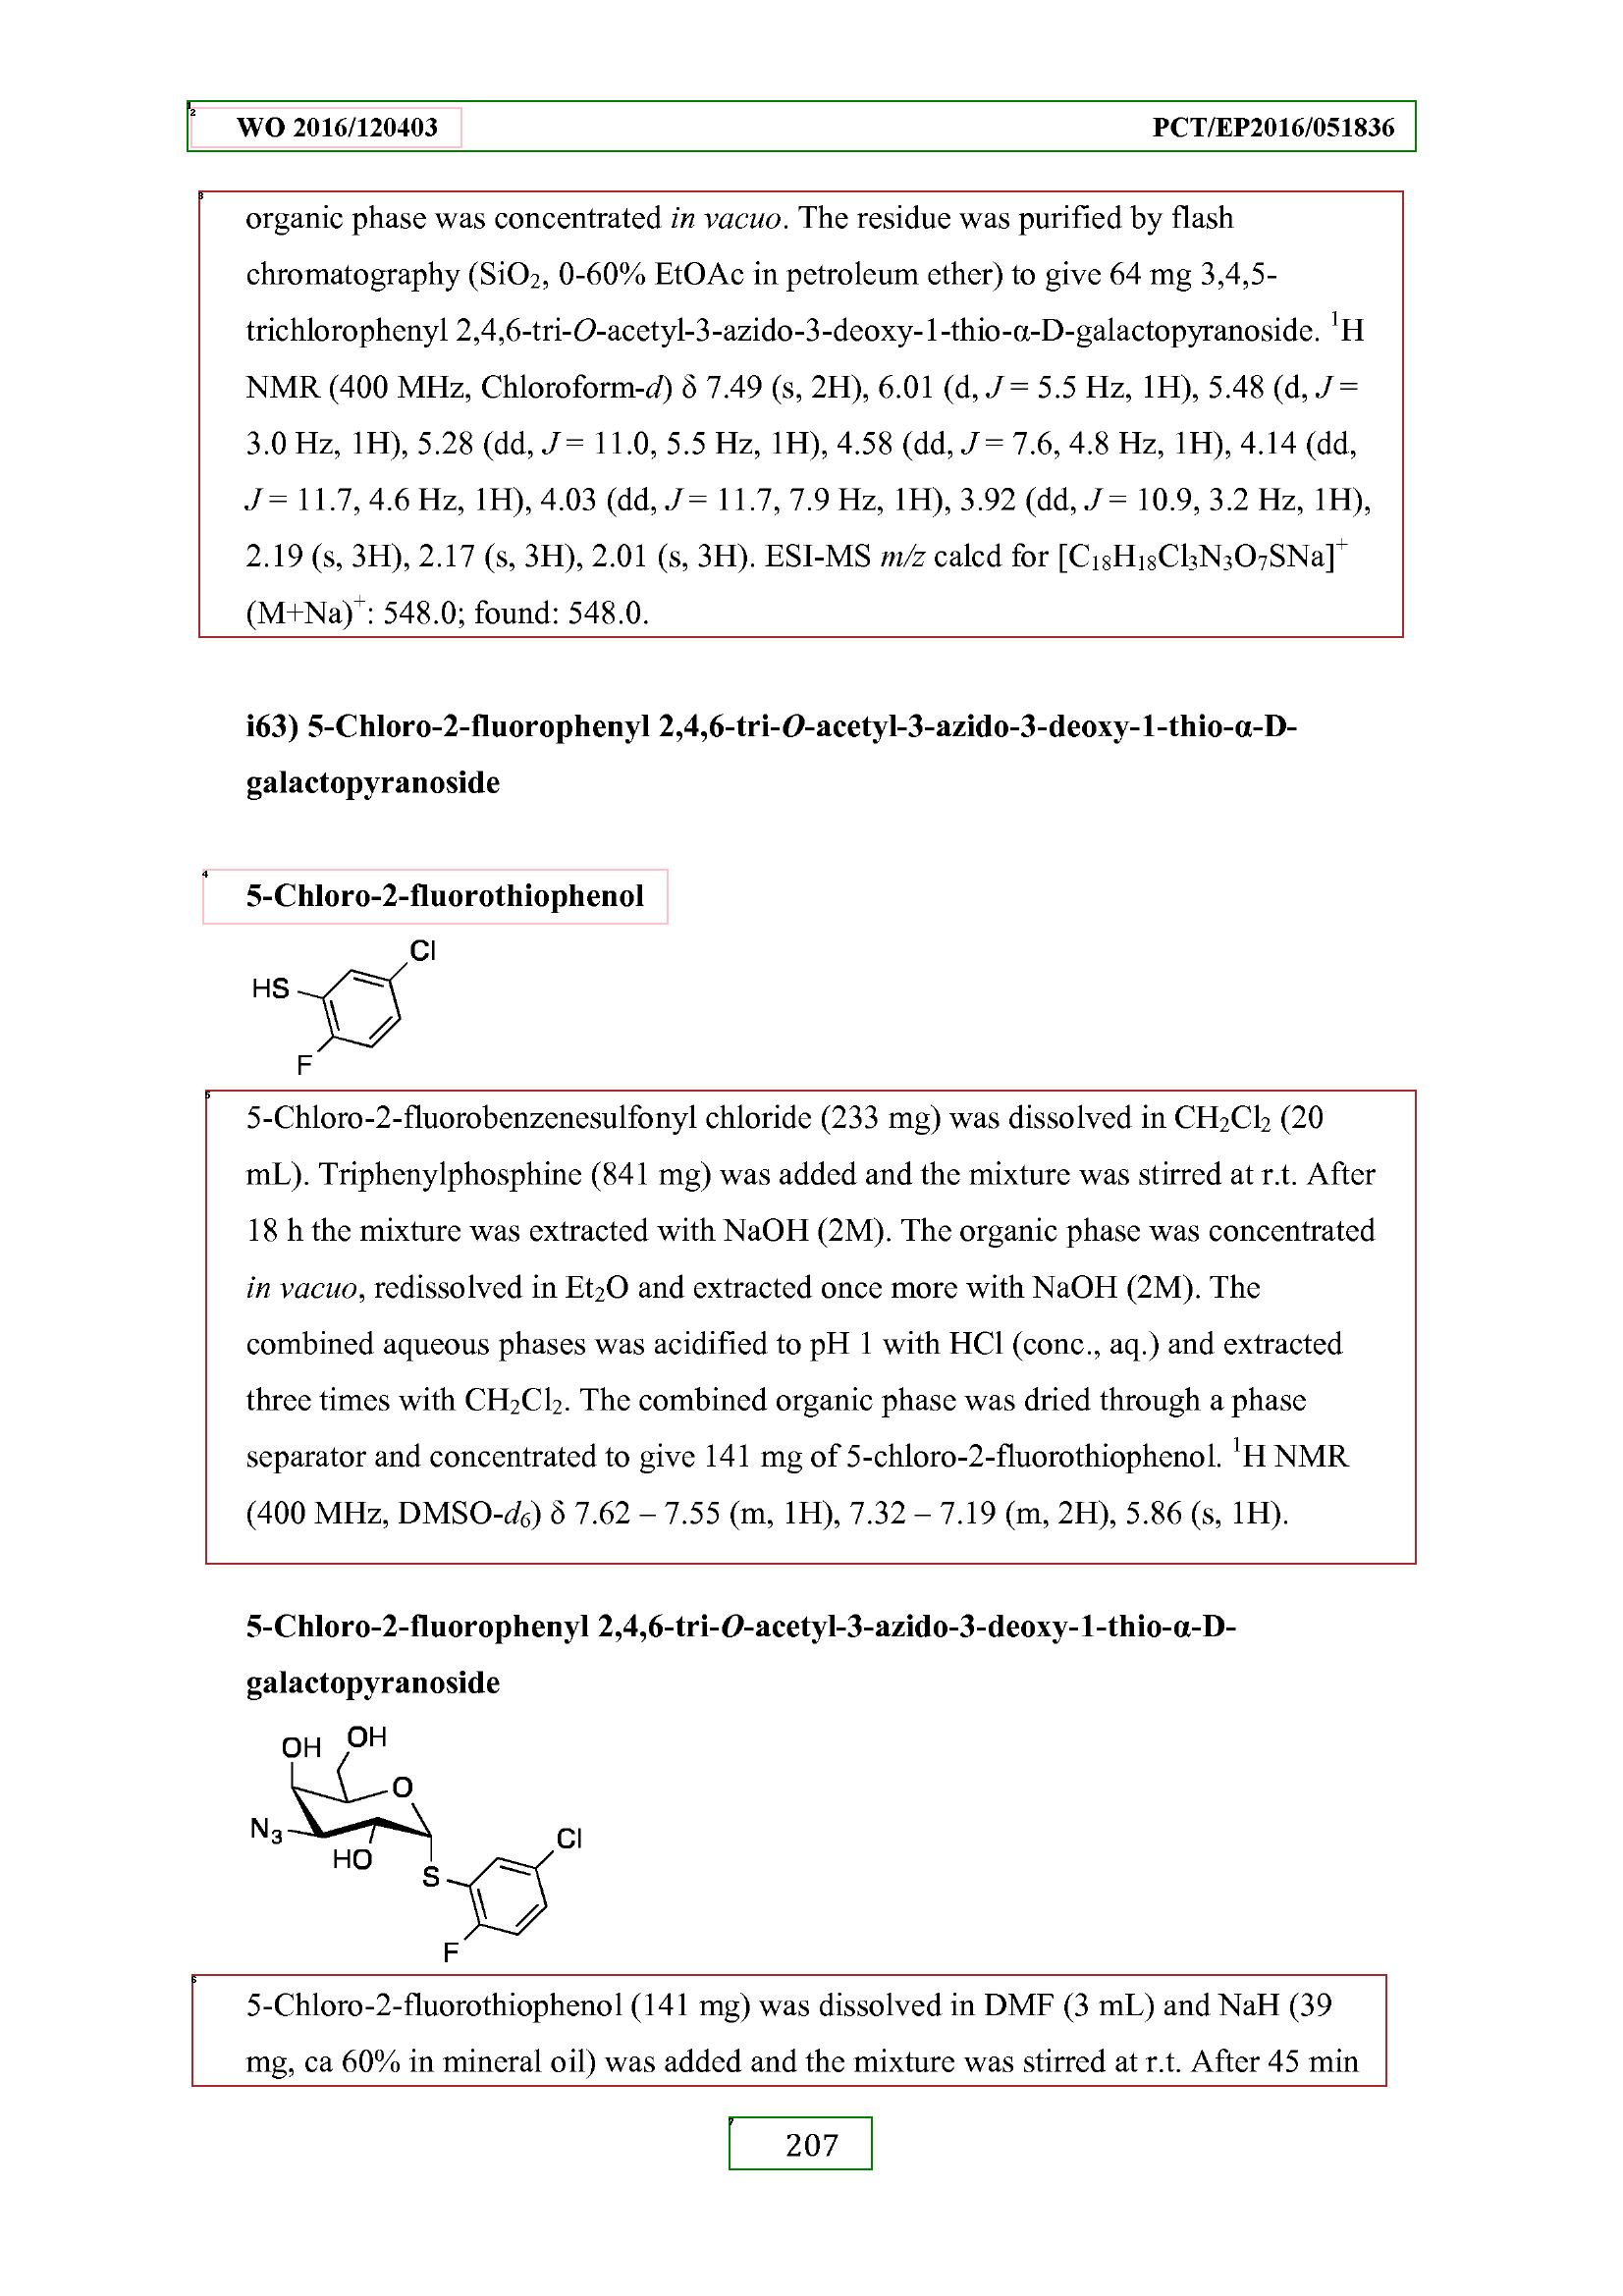 WO 2016/120403 PCT/EP2016/051836
organic phase was concentrated in vacuo. The residue was purified by flash
chromatography (SiO₂, 0-60% EtOAc in petroleum ether) to give 64 mg 3,4,5-
trichlorophenyl 2,4,6-tri-O-acetyl-3-azido-3-deoxy-1-thio-α-D-galactopyranoside. ¹H
NMR (400 MHz, Chloroform-d) δ 7.49 (s, 2H), 6.01 (d, J = 5.5 Hz, 1H), 5.48 (d, J =
3.0 Hz, 1H), 5.28 (dd, J = 11.0, 5.5 Hz, 1H), 4.58 (dd, J = 7.6, 4.8 Hz, 1H), 4.14 (dd,
J = 11.7, 4.6 Hz, 1H), 4.03 (dd, J = 11.7, 7.9 Hz, 1H), 3.92 (dd, J = 10.9, 3.2 Hz, 1H),
2.19 (s, 3H), 2.17 (s, 3H), 2.01 (s, 3H). ESI-MS m/z calcd for [C₁₈H₁₈Cl₃N₃O₇SNa]⁺
(M+Na)⁺: 548.0; found: 548.0.
i63) 5-Chloro-2-fluorophenyl 2,4,6-tri-O-acetyl-3-azido-3-deoxy-1-thio-α-D-
galactopyranoside
5-Chloro-2-fluorothiophenol
Cl
HS
F
5-Chloro-2-fluorobenzenesulfonyl chloride (233 mg) was dissolved in CH₂Cl₂ (20
mL). Triphenylphosphine (841 mg) was added and the mixture was stirred at r.t. After
18 h the mixture was extracted with NaOH (2M). The organic phase was concentrated
in vacuo, redissolved in Et₂O and extracted once more with NaOH (2M). The
combined aqueous phases was acidified to pH 1 with HCl (conc., aq.) and extracted
three times with CH₂Cl₂. The combined organic phase was dried through a phase
separator and concentrated to give 141 mg of 5-chloro-2-fluorothiophenol. ¹H NMR
(400 MHz, DMSO-d₆) δ 7.62 – 7.55 (m, 1H), 7.32 – 7.19 (m, 2H), 5.86 (s, 1H).
5-Chloro-2-fluorophenyl 2,4,6-tri-O-acetyl-3-azido-3-deoxy-1-thio-α-D-
galactopyranoside
OH OH
O
N₃
HO
Cl
S
F
5-Chloro-2-fluorothiophenol (141 mg) was dissolved in DMF (3 mL) and NaH (39
mg, ca 60% in mineral oil) was added and the mixture was stirred at r.t. After 45 min
207